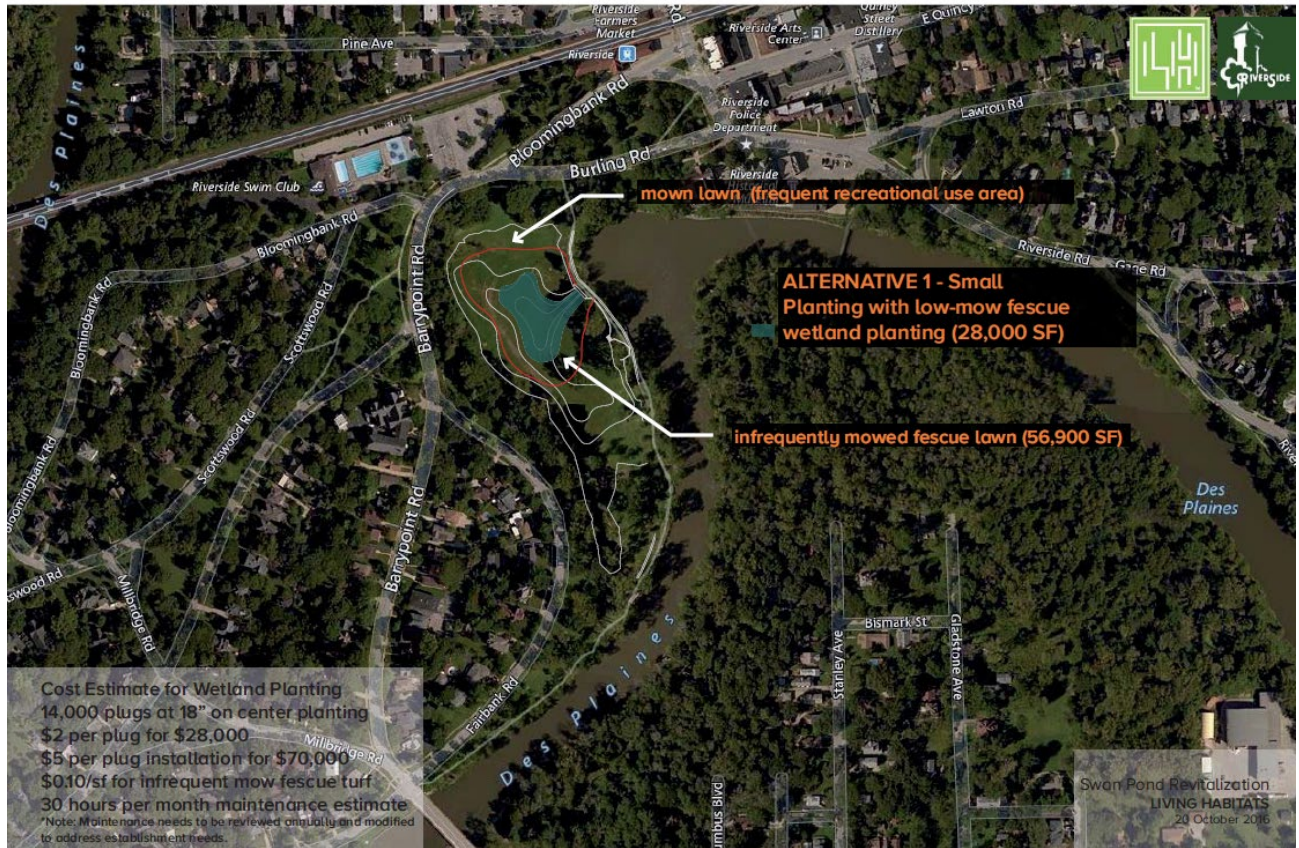 Des Plaines
Pine Ave
Riverside
Farmers
Market
Riverside
Riverside Arts
Center
Quincy
Street
Distillery
E Quincy
Rd
RIVERSIDE
Bloomingbank Rd
Riverside
Police
Department
Lawton Rd
Burling Rd
Riverside Swim Club
Riverside
Historical
mown lawn (frequent recreational use area)
Bloomingbank Rd
Bloomingbank Rd
Scottswood Rd
Barrypoint Rd
Riverside Rd
Gage Rd
ALTERNATIVE 1 - Small
Planting with low-mow fescue
wetland planting (28,000 SF)
infrequently mowed fescue lawn (56,900 SF)
Scottswood Rd
Des
Plaines
Barrypoint Rd
Millbridge Rd
Bismark St
Stanley Ave
Gladstone Ave
Fairbank Rd
Des Plaines
Millbridge Rd
Cost Estimate for Wetland Planting
14,000 plugs at 18” on center planting
$2 per plug for $28,000
$5 per plug installation for $70,000
$0.10/sf for infrequent mow fescue turf
30 hours per month maintenance estimate
*Note: Maintenance needs to be reviewed annually and modified
to address establishment needs.
Swan Pond Revitalization
LIVING HABITATS
20 October 2016